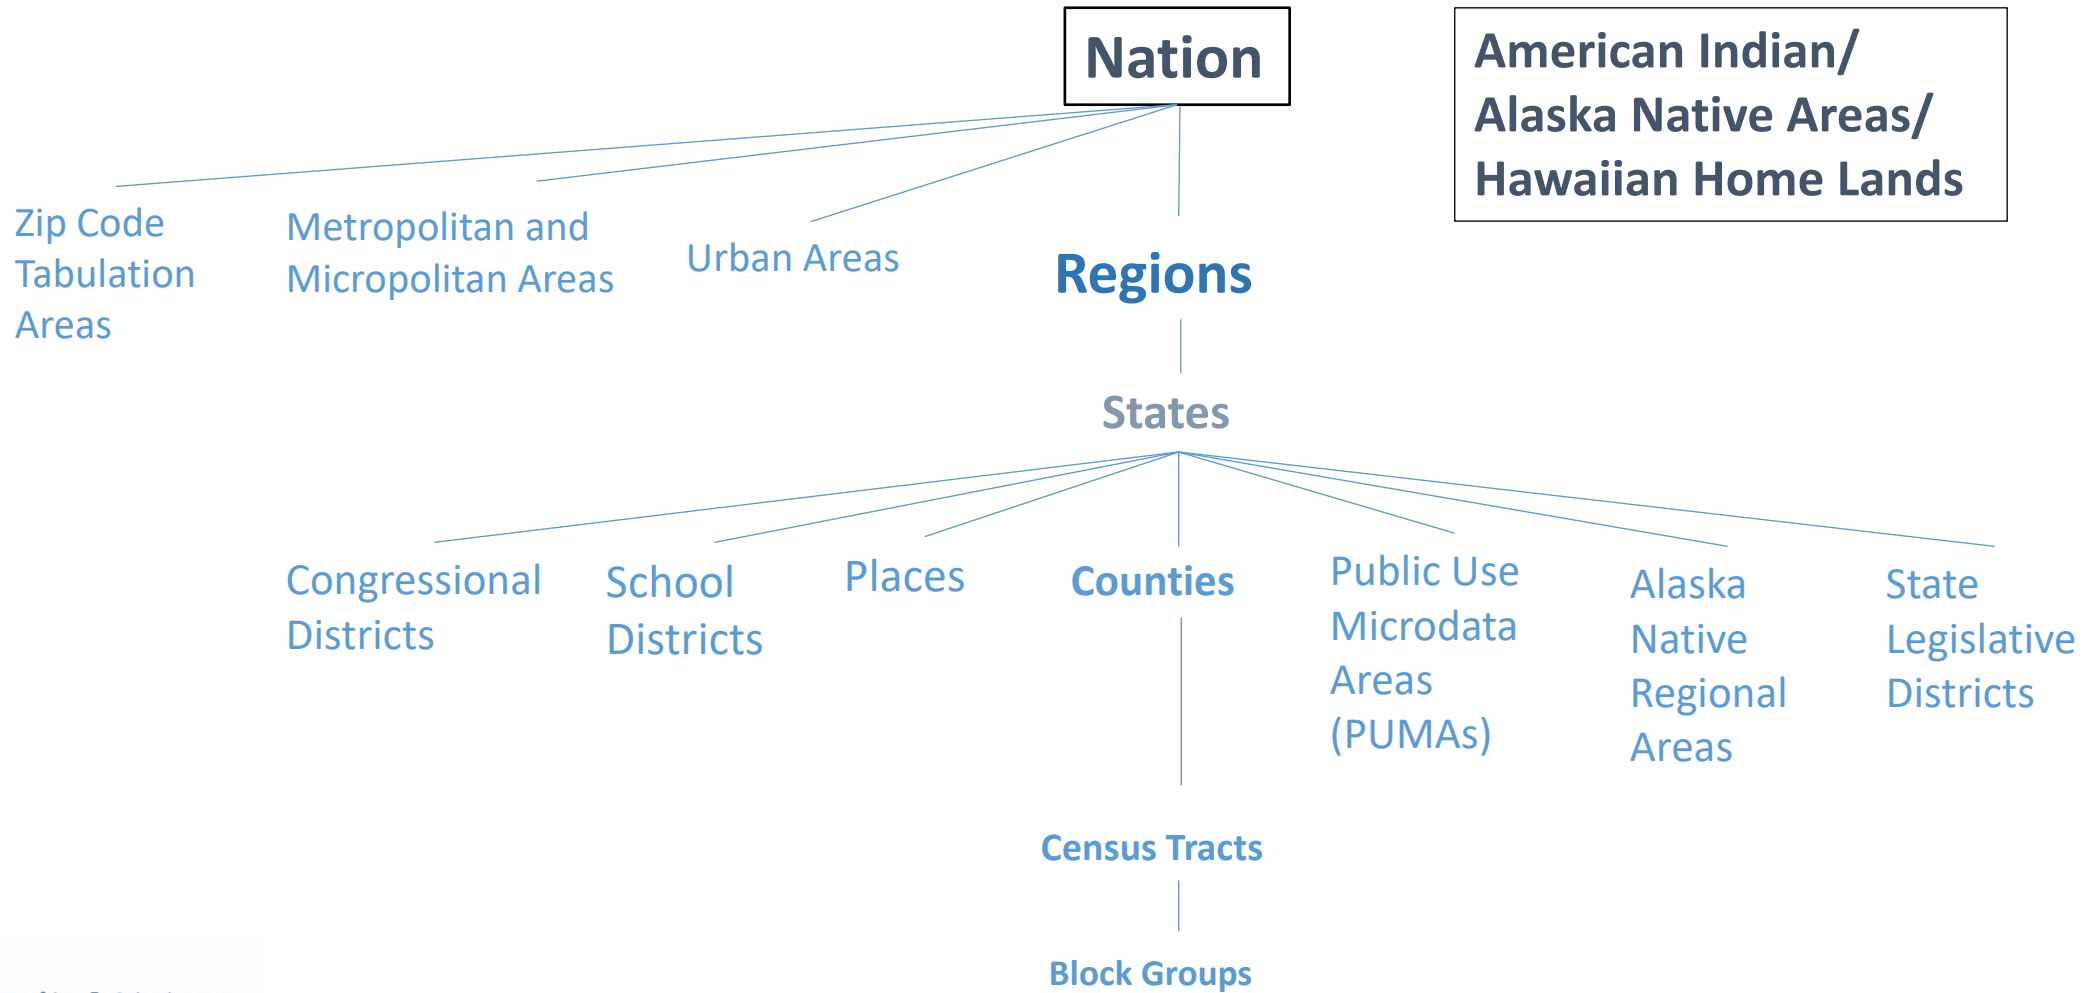 Nation
American Indian/
Alaska Native Areas/
Hawaiian Home Lands
Zip Code
Tabulation
Areas
Metropolitan and
Micropolitan Areas
Urban Areas
Regions
States
Congressional
Districts
School
Districts
Places
Counties
Public Use
Microdata
Areas
(PUMAs)
Alaska
Native
Regional
Areas
State
Legislative
Districts
Census Tracts
Block Groups